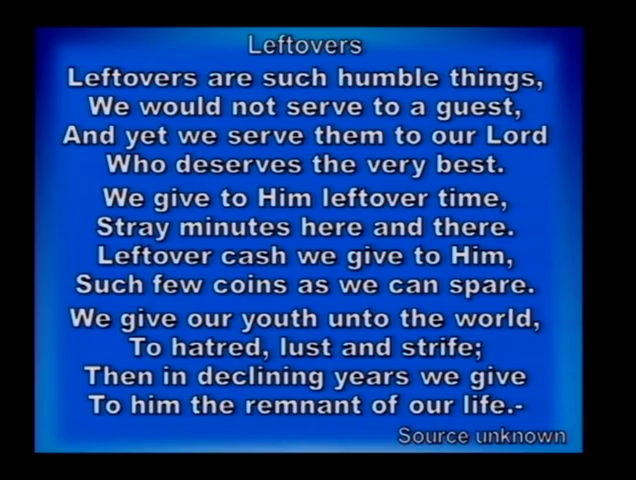 Leftovers
Leftovers are such humble things,
We would not serve to a guest,
And yet we serve them to our Lord
Who deserves the very best.
We give to Him leftover time,
Stray minutes here and there.
Leftover cash we give to Him,
Such few coins as we can spare.
We give our youth unto the world,
To hatred, lust and strife;
Then in declining years we give
To him the remnant of our life.-
Source unknown